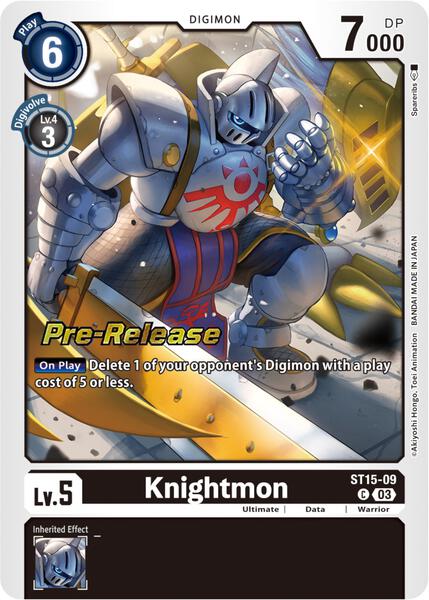 DIGIMON
Play
6
7000
DP
Digivolve
Lv.4
3
Spareribs
©Akiyoshi Hongo, Toei Animation BANDAI MADE IN JAPAN
Pre-Release
On Play Delete 1 of your opponent's Digimon with a play
cost of 5 or less.
Lv.5
Knightmon
ST15-09
C 03
Ultimate | Data | Warrior
Inherited Effect
–